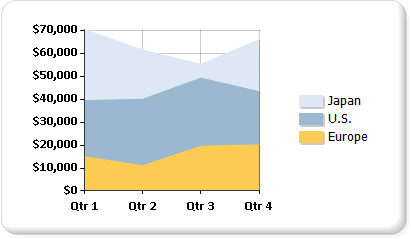 $70,000
$60,000
$50,000
$40,000
$30,000
$20,000
$10,000
$0
Qtr 1 Qtr 2 Qtr 3 Qtr 4
Japan
U.S.
Europe